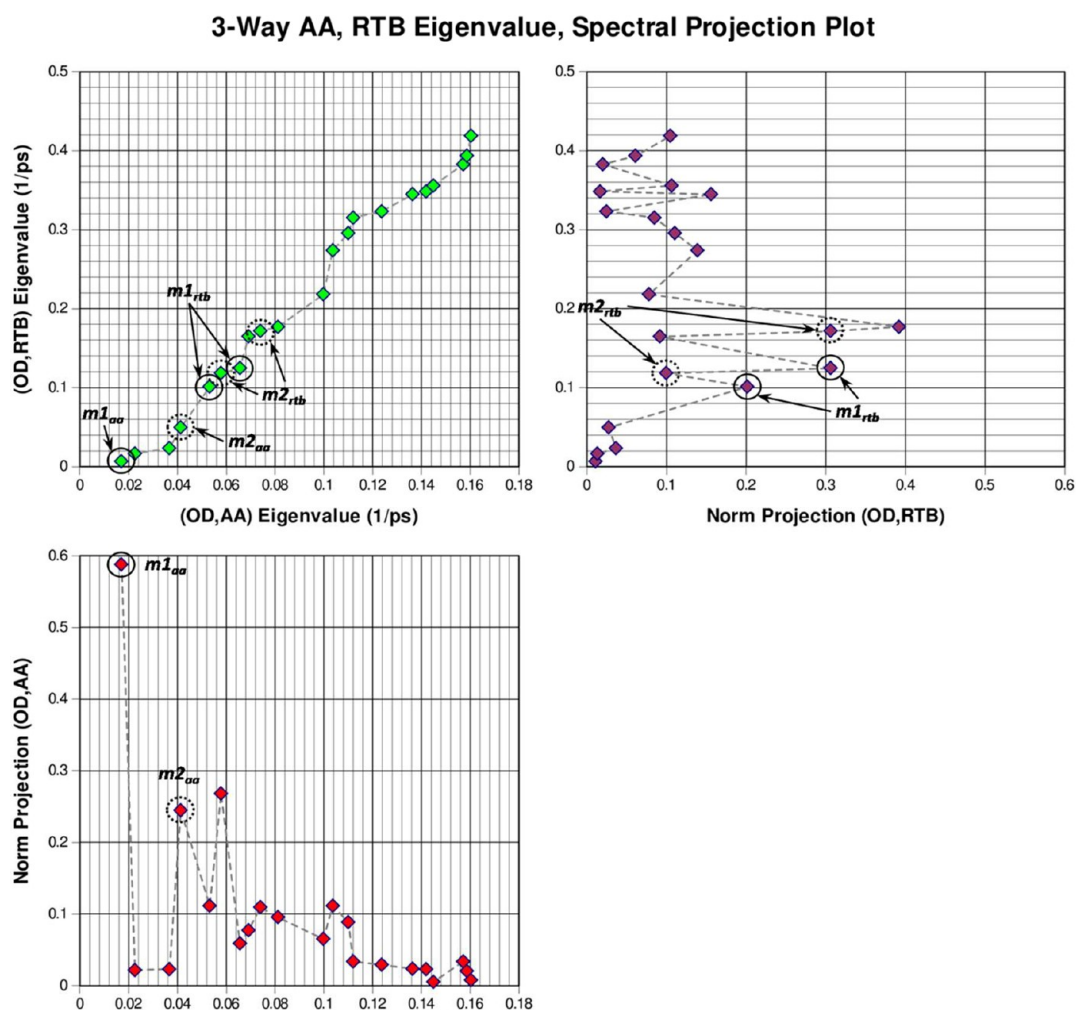 3-Way AA, RTB Eigenvalue, Spectral Projection Plot
(OD,RTB) Eigenvalue (1/ps)
0.5
0.4
0.3
0.2
0.1
0
m1rtb
m2rtb
m1aa
m2aa
0 0.02 0.04 0.06 0.08 0.1 0.12 0.14 0.16 0.18
(OD,AA) Eigenvalue (1/ps)
0.5
0.4
0.3
0.2
0.1
0
m2rtb
m1rtb
0 0.1 0.2 0.3 0.4 0.5 0.6
Norm Projection (OD,RTB)
Norm Projection (OD,AA)
0.6
0.5
0.4
0.3
0.2
0.1
0
m1aa
m2aa
0 0.02 0.04 0.06 0.08 0.1 0.12 0.14 0.16 0.18